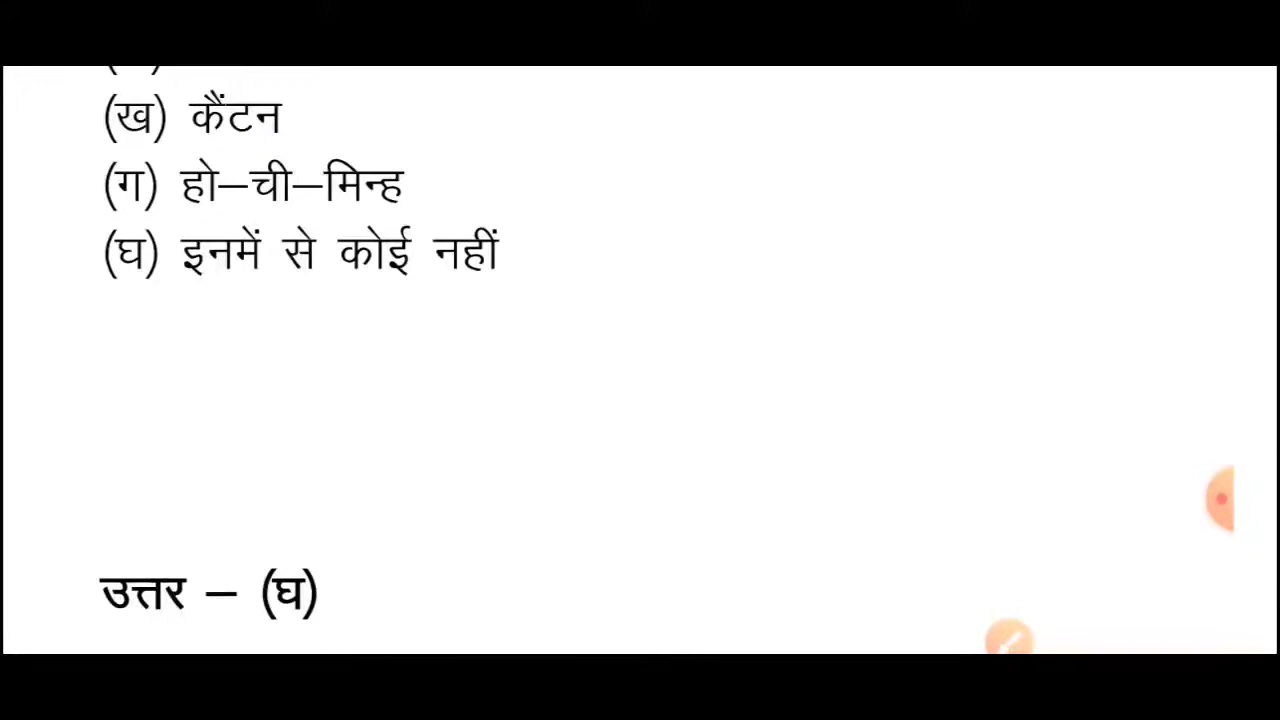 (ख) कैंटन
(ग) हो–ची–मिन्ह
(घ) इनमें से कोई नहीं
उत्तर – (घ)